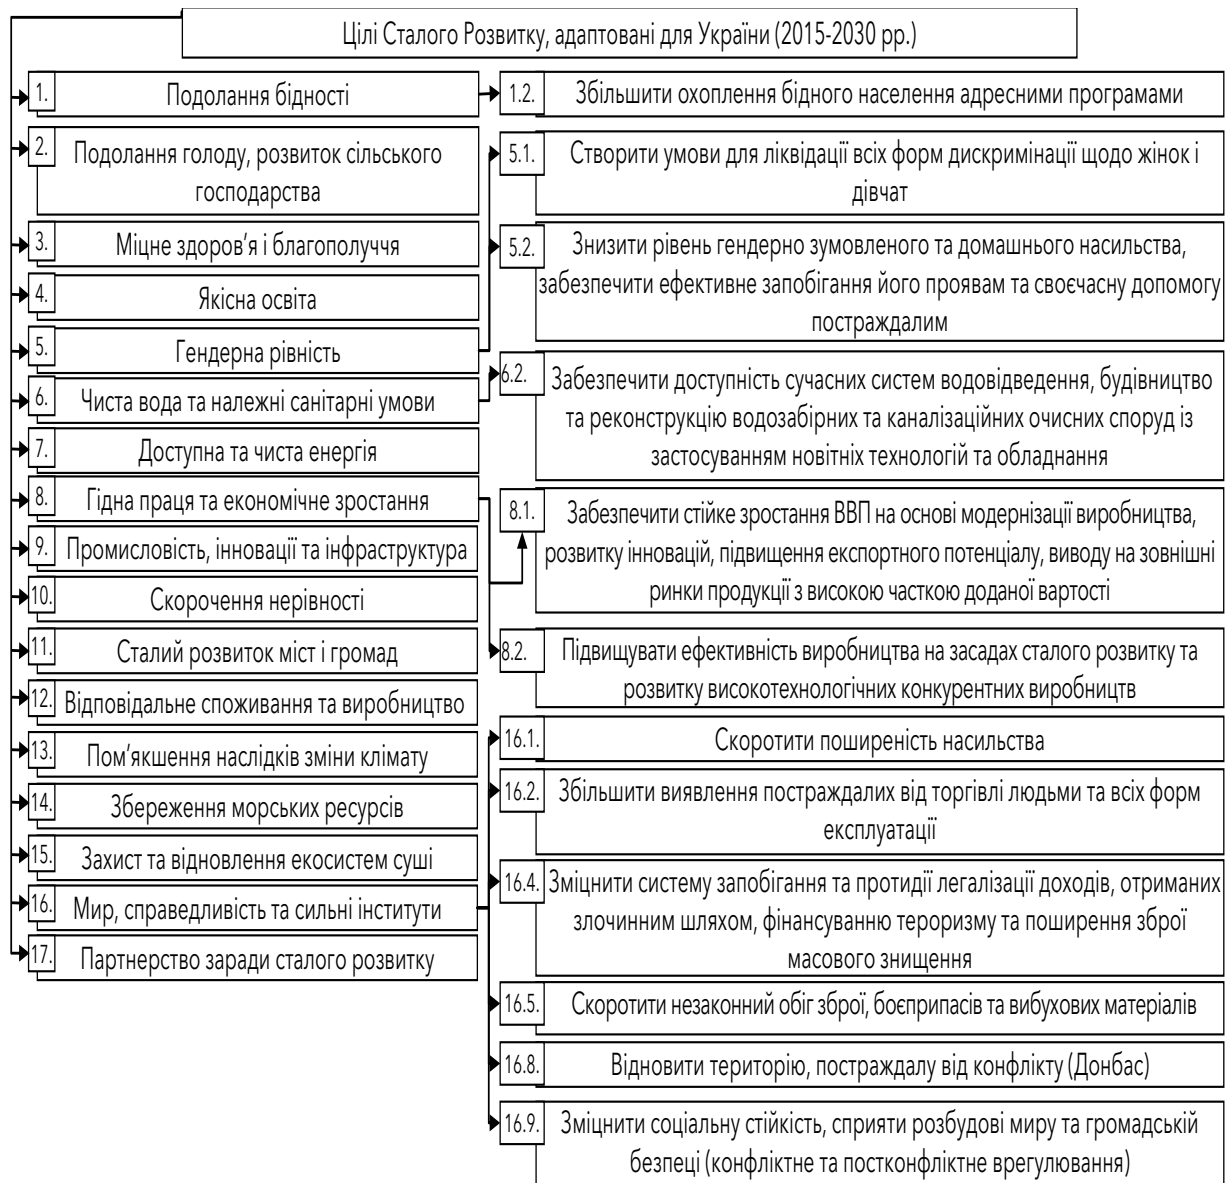 Цілі Сталого Розвитку, адаптовані для України (2015-2030 рр.)
1. Подолання бідності
2. Подолання голоду, розвиток сільського
господарства
3. Міцне здоров’я і благополуччя
4. Якісна освіта
5. Гендерна рівність
6. Чиста вода та належні санітарні умови
7. Доступна та чиста енергія
8. Гідна праця та економічне зростання
9. Промисловість, інновації та інфраструктура
10. Скорочення нерівності
11. Сталий розвиток міст і громад
12. Відповідальне споживання та виробництво
13. Пом’якшення наслідків зміни клімату
14. Збереження морських ресурсів
15. Захист та відновлення екосистем суші
16. Мир, справедливість та сильні інститути
17. Партнерство заради сталого розвитку
1.2. Збільшити охоплення бідного населення адресними програмами
5.1. Створити умови для ліквідації всіх форм дискримінації щодо жінок і
дівчат
5.2. Знизити рівень гендерно зумовленого та домашнього насильства,
забезпечити ефективне запобігання його проявам та своєчасну допомогу
постраждалим
6.2. Забезпечити доступність сучасних систем водовідведення, будівництво
та реконструкцію водозабірних та каналізаційних очисних споруд із
застосуванням новітніх технологій та обладнання
8.1. Забезпечити стійке зростання ВВП на основі модернізації виробництва,
розвитку інновацій, підвищення експортного потенціалу, виводу на зовнішні
ринки продукції з високою часткою доданої вартості
8.2. Підвищувати ефективність виробництва на засадах сталого розвитку та
розвитку високотехнологічних конкурентних виробництв
16.1. Скоротити поширеність насильства
16.2. Збільшити виявлення постраждалих від торгівлі людьми та всіх форм
експлуатації
16.4. Зміцнити систему запобігання та протидії легалізації доходів, отриманих
злочинним шляхом, фінансуванню тероризму та поширення зброї
масового знищення
16.5. Скоротити незаконний обіг зброї, боєприпасів та вибухових матеріалів
16.8. Відновити територію, постраждалу від конфлікту (Донбас)
16.9. Зміцнити соціальну стійкість, сприяти розбудові миру та громадській
безпеці (конфліктне та постконфліктне врегулювання)